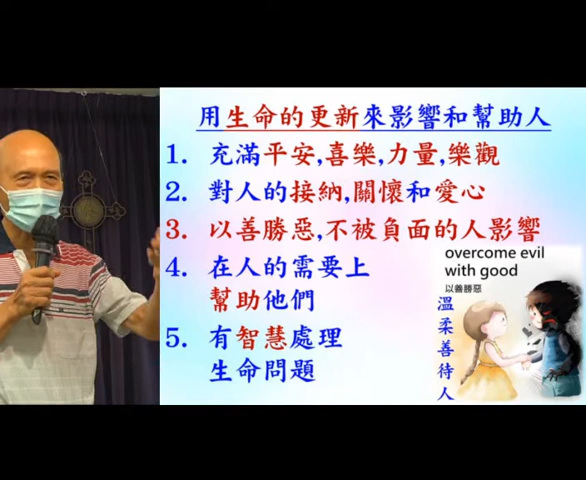 用生命的更新來影響和幫助人
1. 充滿平安,喜樂,力量,樂觀
2. 對人的接納,關懷和愛心
3. 以善勝惡,不被負面的人影響
4. 在人的需要上
幫助他們
5. 有智慧處理
生命問題
overcome evil
with good
以善勝惡
溫柔善待人